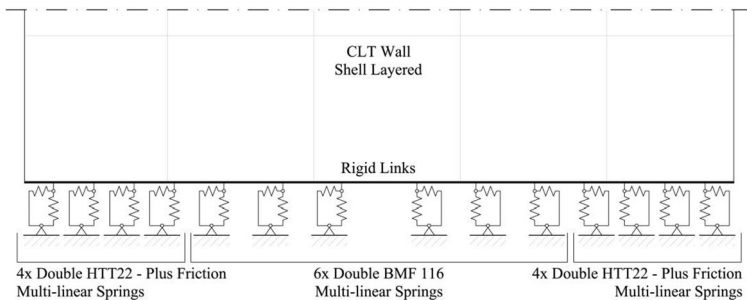 CLT Wall
Shell Layered
Rigid Links
4x Double HTT22 - Plus Friction
Multi-linear Springs
6x Double BMF 116
Multi-linear Springs
4x Double HTT22 - Plus Friction
Multi-linear Springs